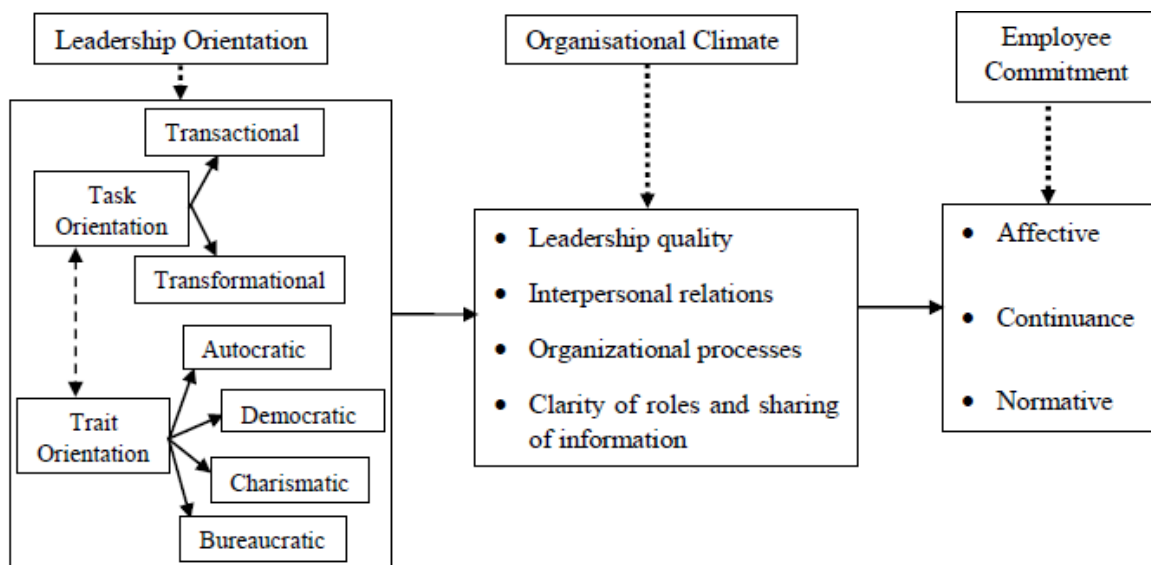 Leadership Orientation
Organisational Climate
Employee
Commitment
Transactional
Task
Orientation
Transformational
Autocratic
Trait
Orientation
Democratic
Charismatic
Bureaucratic
• Leadership quality
• Interpersonal relations
• Organizational processes
• Clarity of roles and sharing
of information
• Affective
• Continuance
• Normative